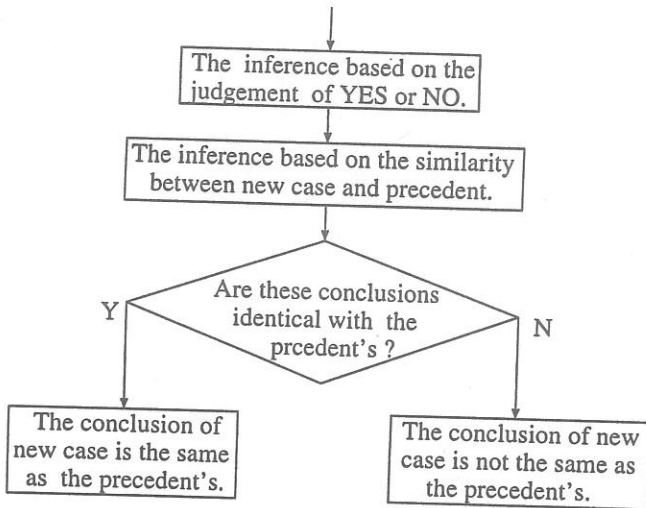 The inference based on the
judgement of YES or NO.
The inference based on the similarity
between new case and precedent.
Are these conclusions
identical with the
prcedent's ?
Y
N
The conclusion of
new case is the same
as the precedent's.
The conclusion of new
case is not the same as
the precedent's.